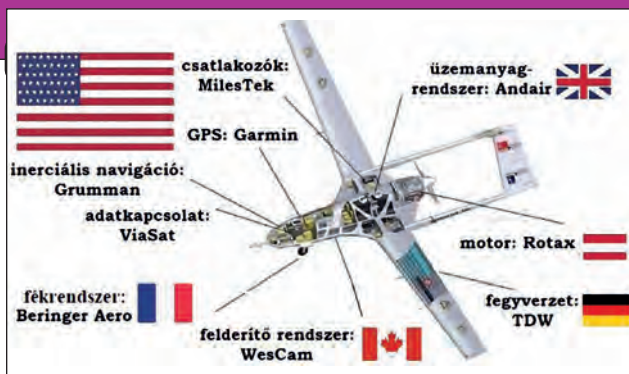 csatlakozók:
MilesTek
üzemanyag-
rendszer: Andair
GPS: Garmin
inerciális navigáció:
Grumman
adatkapcsolat:
ViaSat
motor: Rotax
fékrendszer:
Beringer Aero
fegyverzet:
TDW
felderítő rendszer:
WesCam